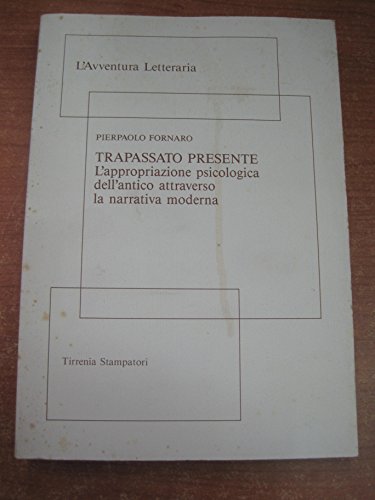 L'Avventura Letteraria
PIERPAOLO FORNARO
TRAPASSATO PRESENTE
L'appropriazione psicologica
dell'antico attraverso
la narrativa moderna
Tirrenia Stampatori